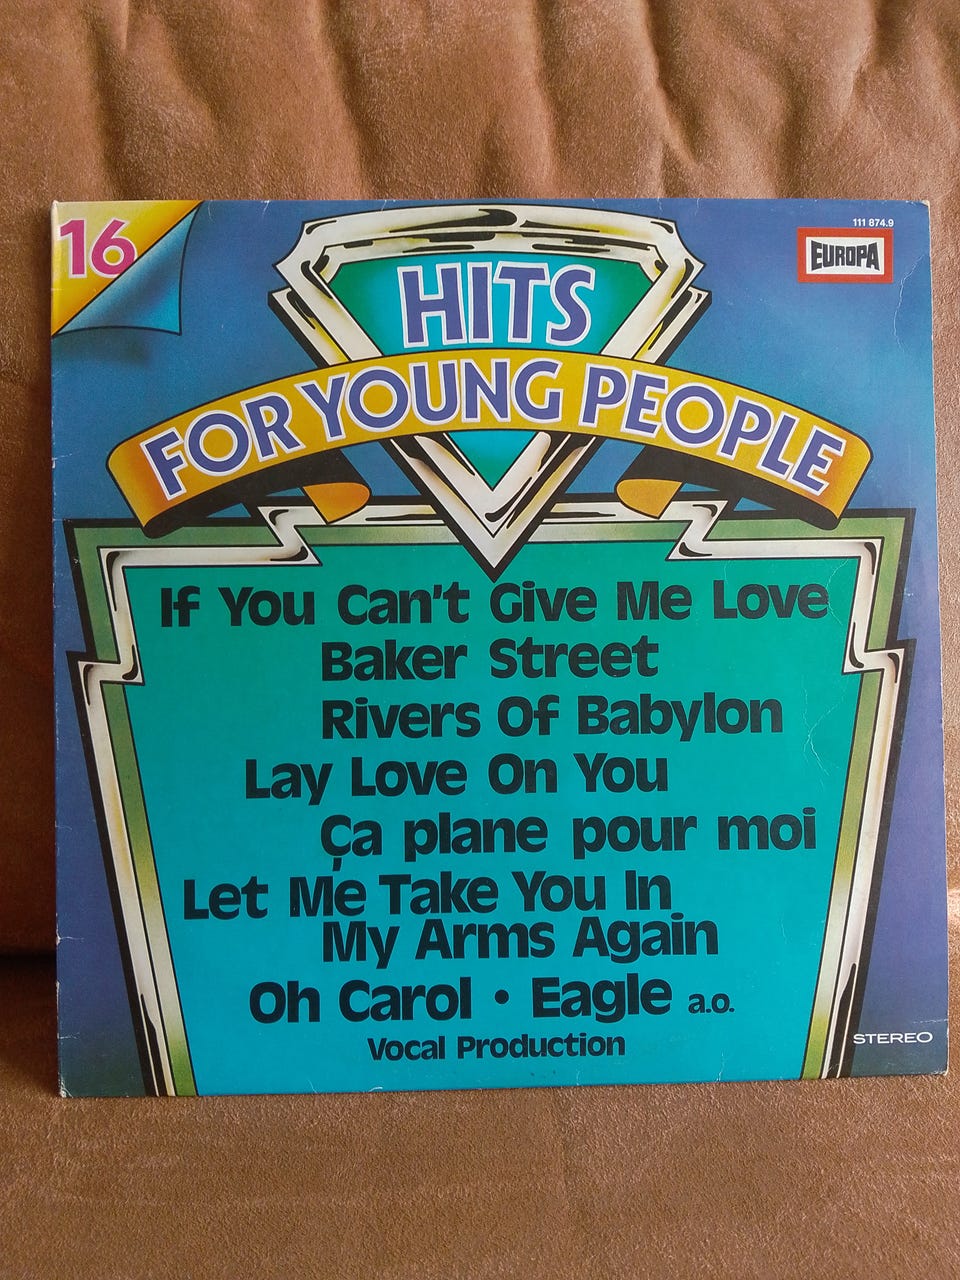 16
111 874.9
EUROPA
HITS
FOR YOUNG PEOPLE
If You Can't Give Me Love
Baker Street
Rivers Of Babylon
Lay Love On You
Ça plane pour moi
Let Me Take You In
My Arms Again
Oh Carol • Eagle a.o.
Vocal Production
STEREO